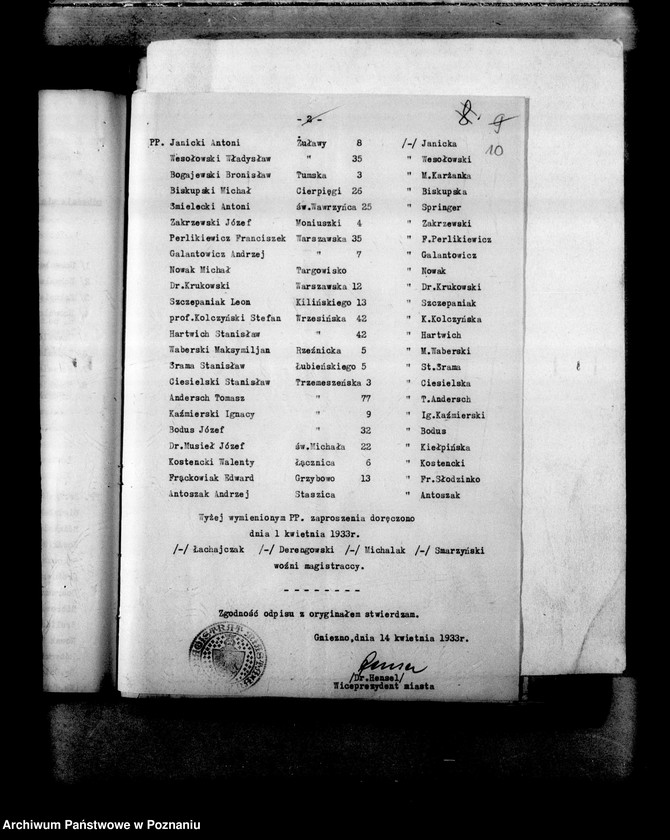 - 2 -
8. 9
10
PP. Janicki Antoni Żuławy 8 /-/ Janicka
Wesołowski Władysław " 35 " Wesołowski
Bogajewski Bronisław Tumska 3 " M.Karżanka
Biskupski Michał Cierpięgi 26 " Biskupska
Smielecki Antoni św.Wawrzyńca 25 " Springer
Zakrzewski Józef Moniuszki 4 " Zakrzewski
Perlikiewicz Franciszek Warszawska 35 " F.Perlikiewicz
Galantowicz Andrzej " 7 " Galantowicz
Nowak Michał Targowisko " Nowak
Dr.Krukowski Warszawska 12 " Dr.Krukowski
Szczepaniak Leon Kilińskiego 13 " Szczepaniak
prof.Kolczyński Stefan Wrzesińska 42 " K.Kolczyńska
Hartwich Stanisław " 42 " Hartwich
Waberski Maksymiljan Rzeźnicka 5 " M.Waberski
Srama Stanisław Łubieńskiego 5 " St.Srama
Ciesielski Stanisław Trzemeszeńska 3 " Ciesielska
Andersch Tomasz " 77 " T.Andersch
Kaźmierski Ignacy " 9 " Ig.Kaźmierski
Bodus Józef " 32 " Bodus
Dr.Musieł Józef św.Michała 22 " Kiełpińska
Kostencki Walenty Łącznica 6 " Kostencki
Frąckowiak Edward Grzybowo 13 " Fr.Słodzinko
Antoszak Andrzej Staszica " Antoszak
Wyżej wymienionym PP. zaproszenia doręczono
dnia 1 kwietnia 1933r.
/-/ Łachajczak /-/ Derengowski /-/ Michalak /-/ Smarzyński
woźni magistraccy.
- - - - - - - -
Zgodność odpisu z oryginałem stwierdzam.
Gniezno,dnia 14 kwietnia 1933r.
/Dr.Hensel/
Wiceprezydent miasta
Archiwum Państwowe w Poznaniu